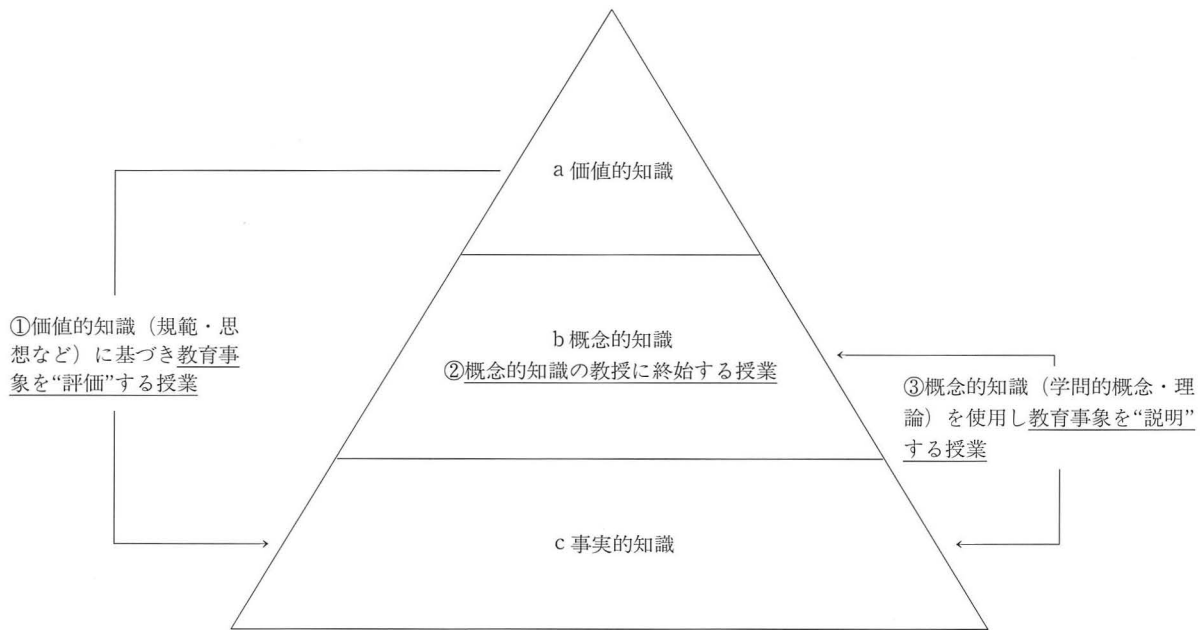 a 価値的知識
①価値的知識（規範・思
想など）に基づき教育事
象を“評価”する授業
b 概念的知識
②概念的知識の教授に終始する授業
③概念的知識（学問的概念・理
論）を使用し教育事象を“説明”
する授業
c 事実的知識